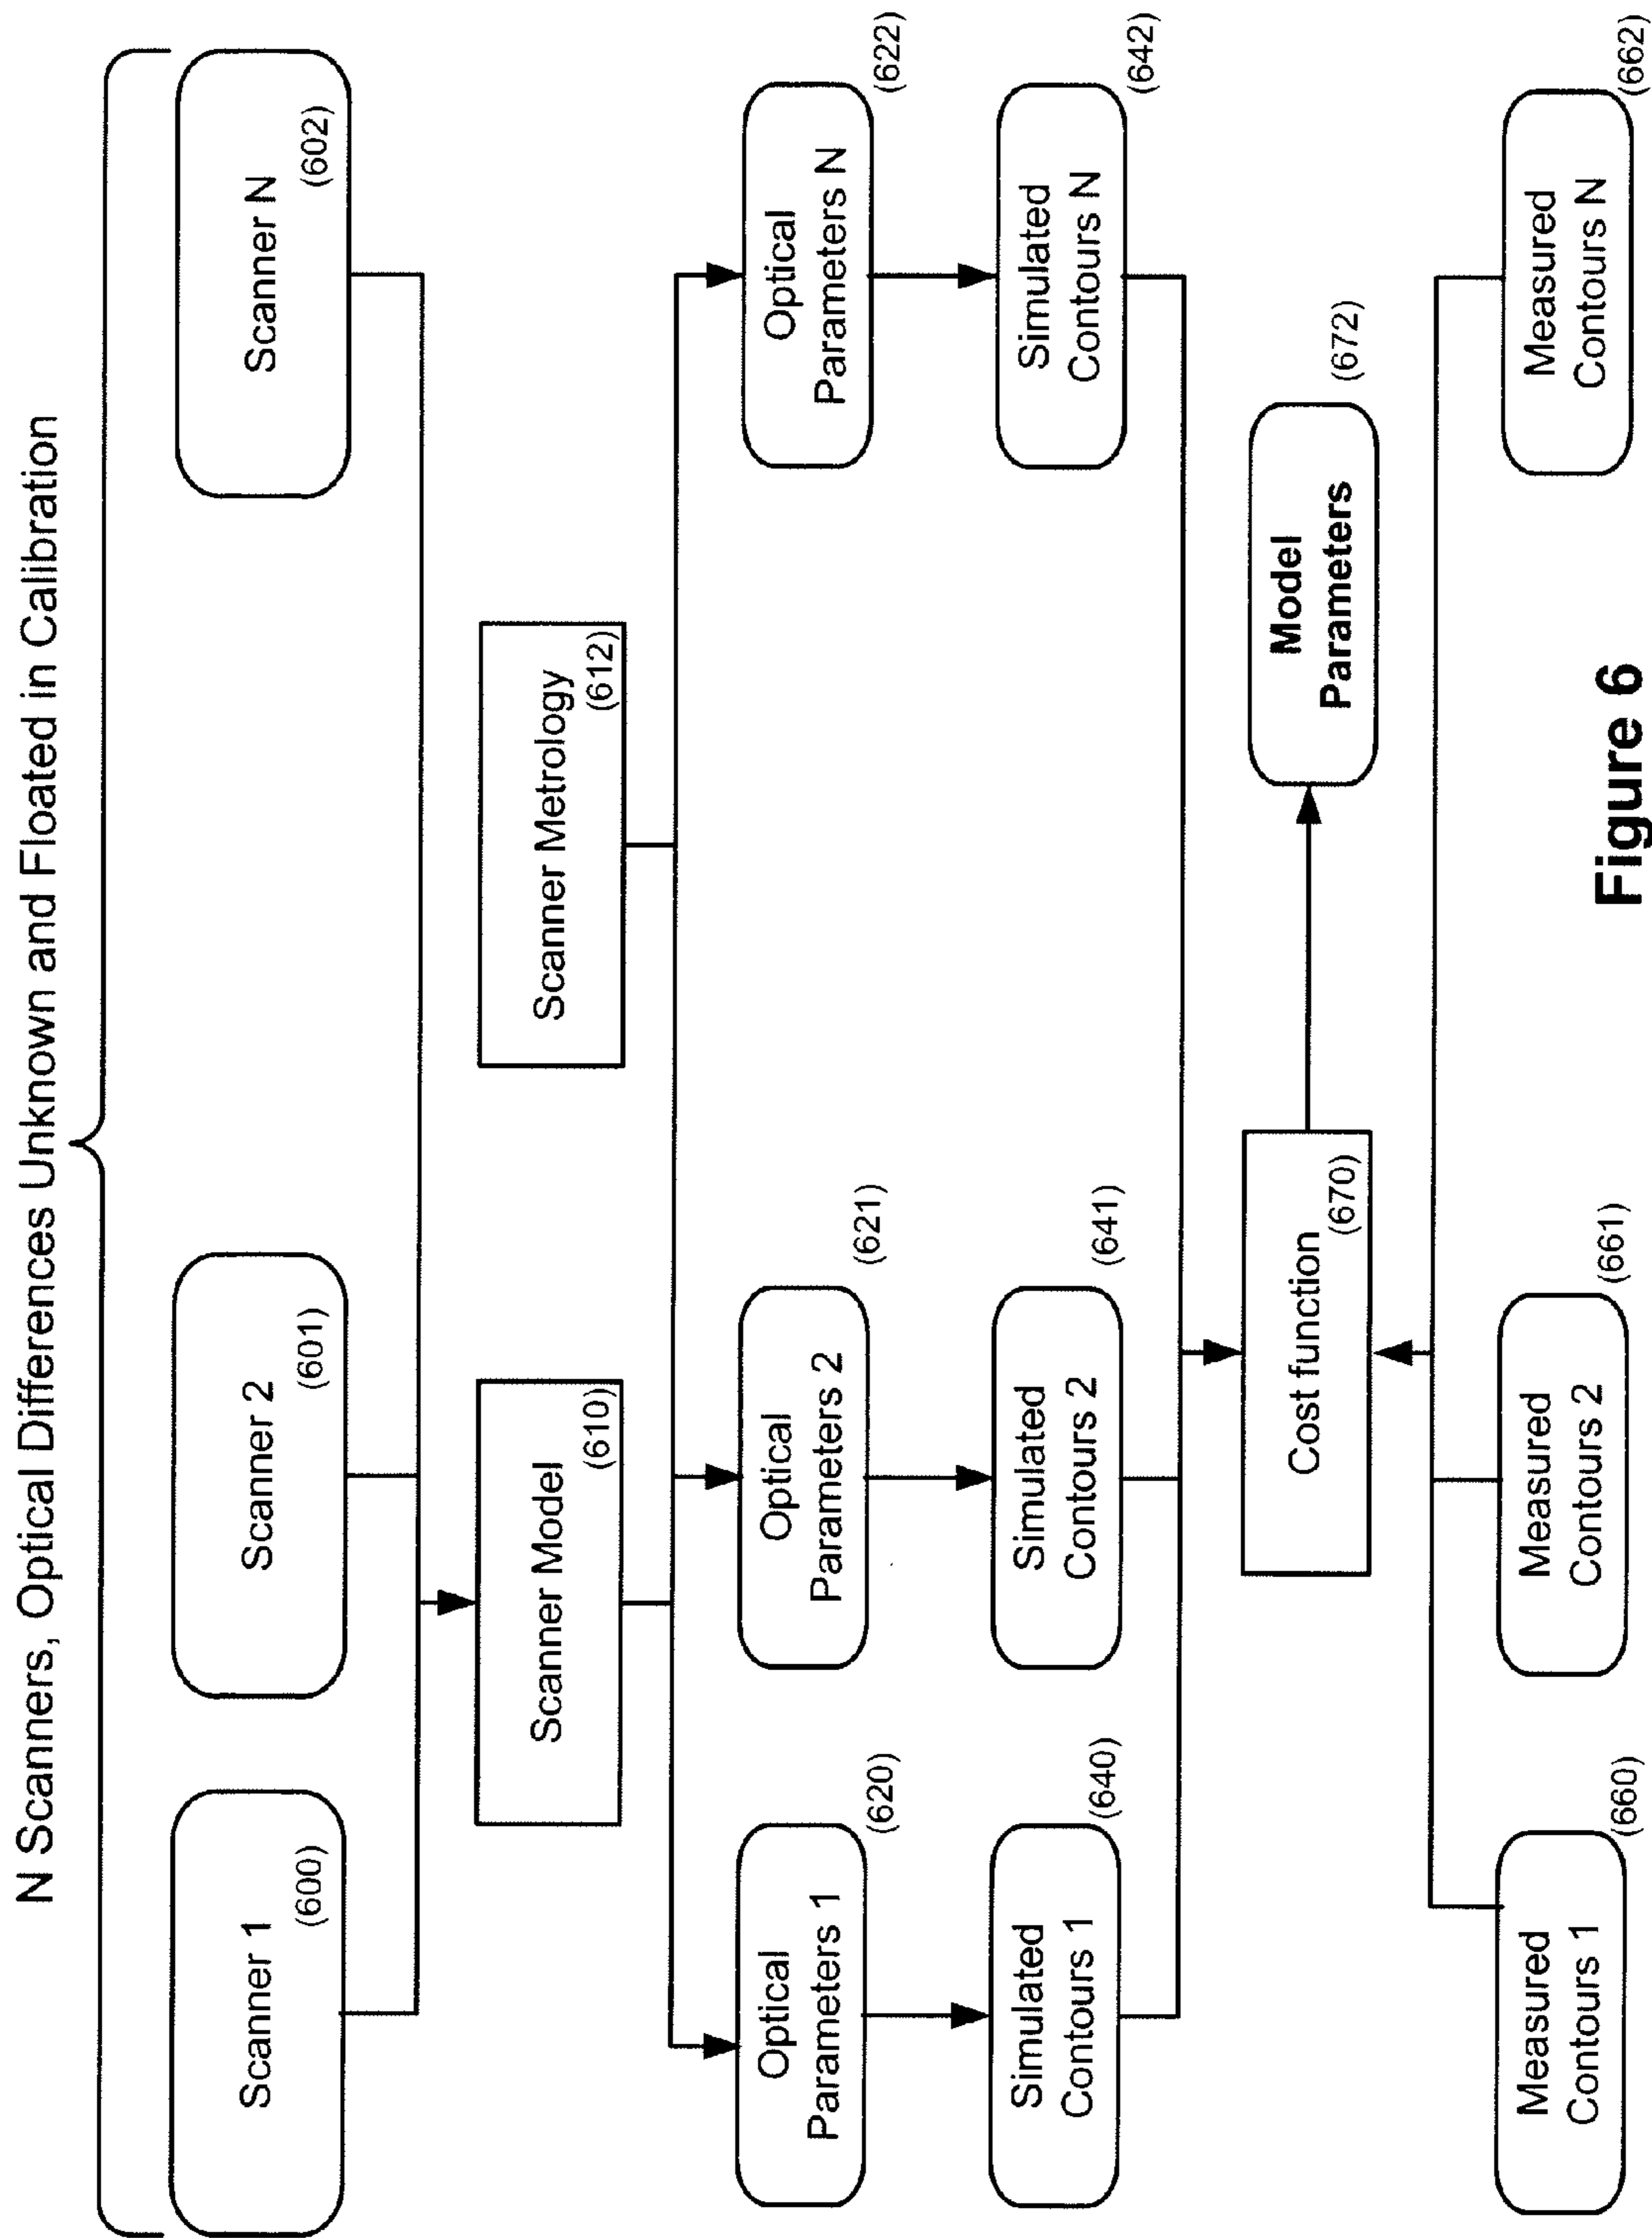 N Scanners, Optical Differences Unknown and Floated in Calibration
Scanner 1
(600)
Scanner 2
(601)
Scanner N
(602)
Scanner Model
(610)
Scanner Metrology
(612)
Optical
Parameters 1
(620)
Optical
Parameters 2
(621)
Optical
Parameters N
(622)
Simulated
Contours 1
(640)
Simulated
Contours 2
(641)
Simulated
Contours N
(642)
Cost function
(670)
Model
Parameters
(672)
Measured
Contours 1
(660)
Measured
Contours 2
(661)
Measured
Contours N
(662)
Figure 6